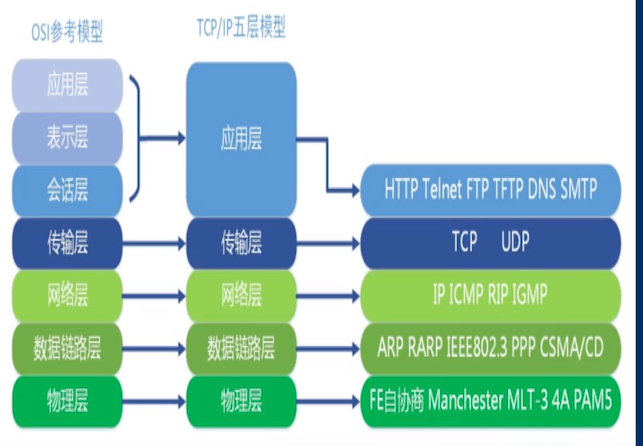 OSI参考模型
TCP/IP五层模型
应用层
表示层
会话层
应用层
HTTP Telnet FTP TFTP DNS SMTP
传输层
传输层
TCP UDP
网络层
网络层
IP ICMP RIP IGMP
数据链路层
数据链路层
ARP RARP IEEE802.3 PPP CSMA/CD
物理层
物理层
FE自协商 Manchester MLT-3 4A PAM5